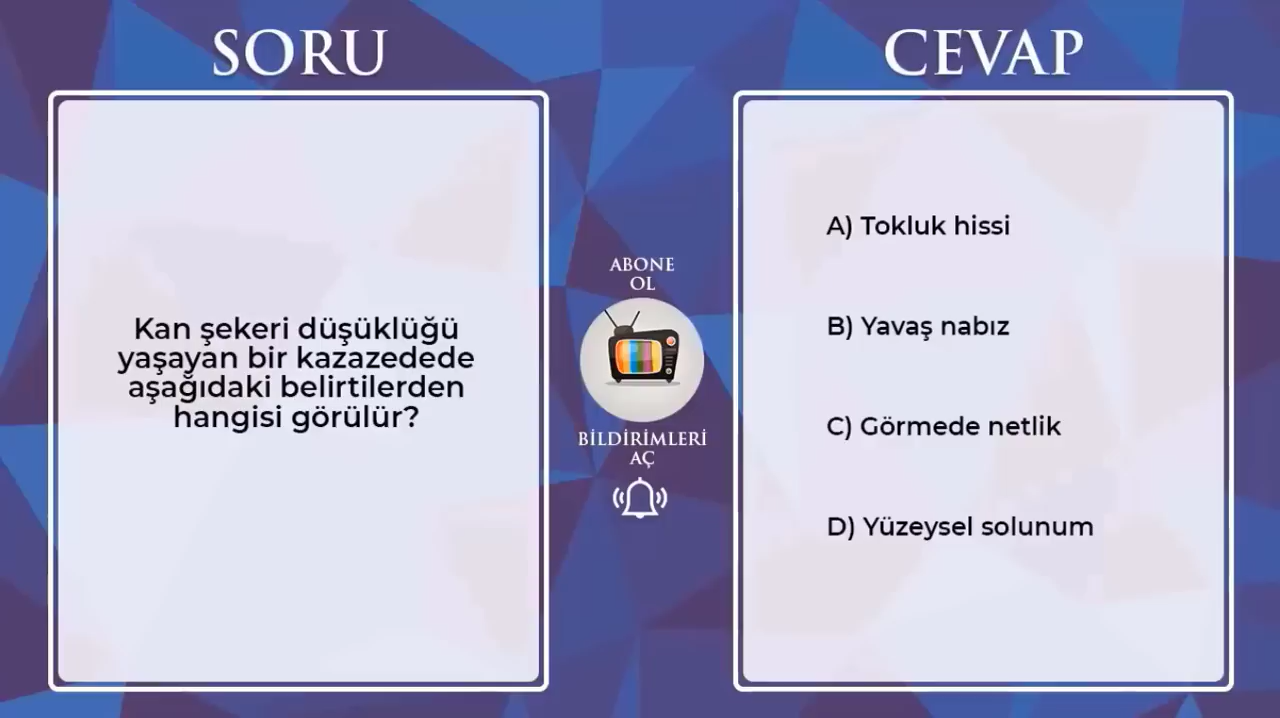 SORU
Kan şekeri düşüklüğü
yaşayan bir kazazedede
aşağıdaki belirtilerden
hangisi görülür?
ABONE
OL
BİLDİRİMLERİ
AÇ
CEVAP
A) Tokluk hissi
B) Yavaş nabız
C) Görmede netlik
D) Yüzeysel solunum